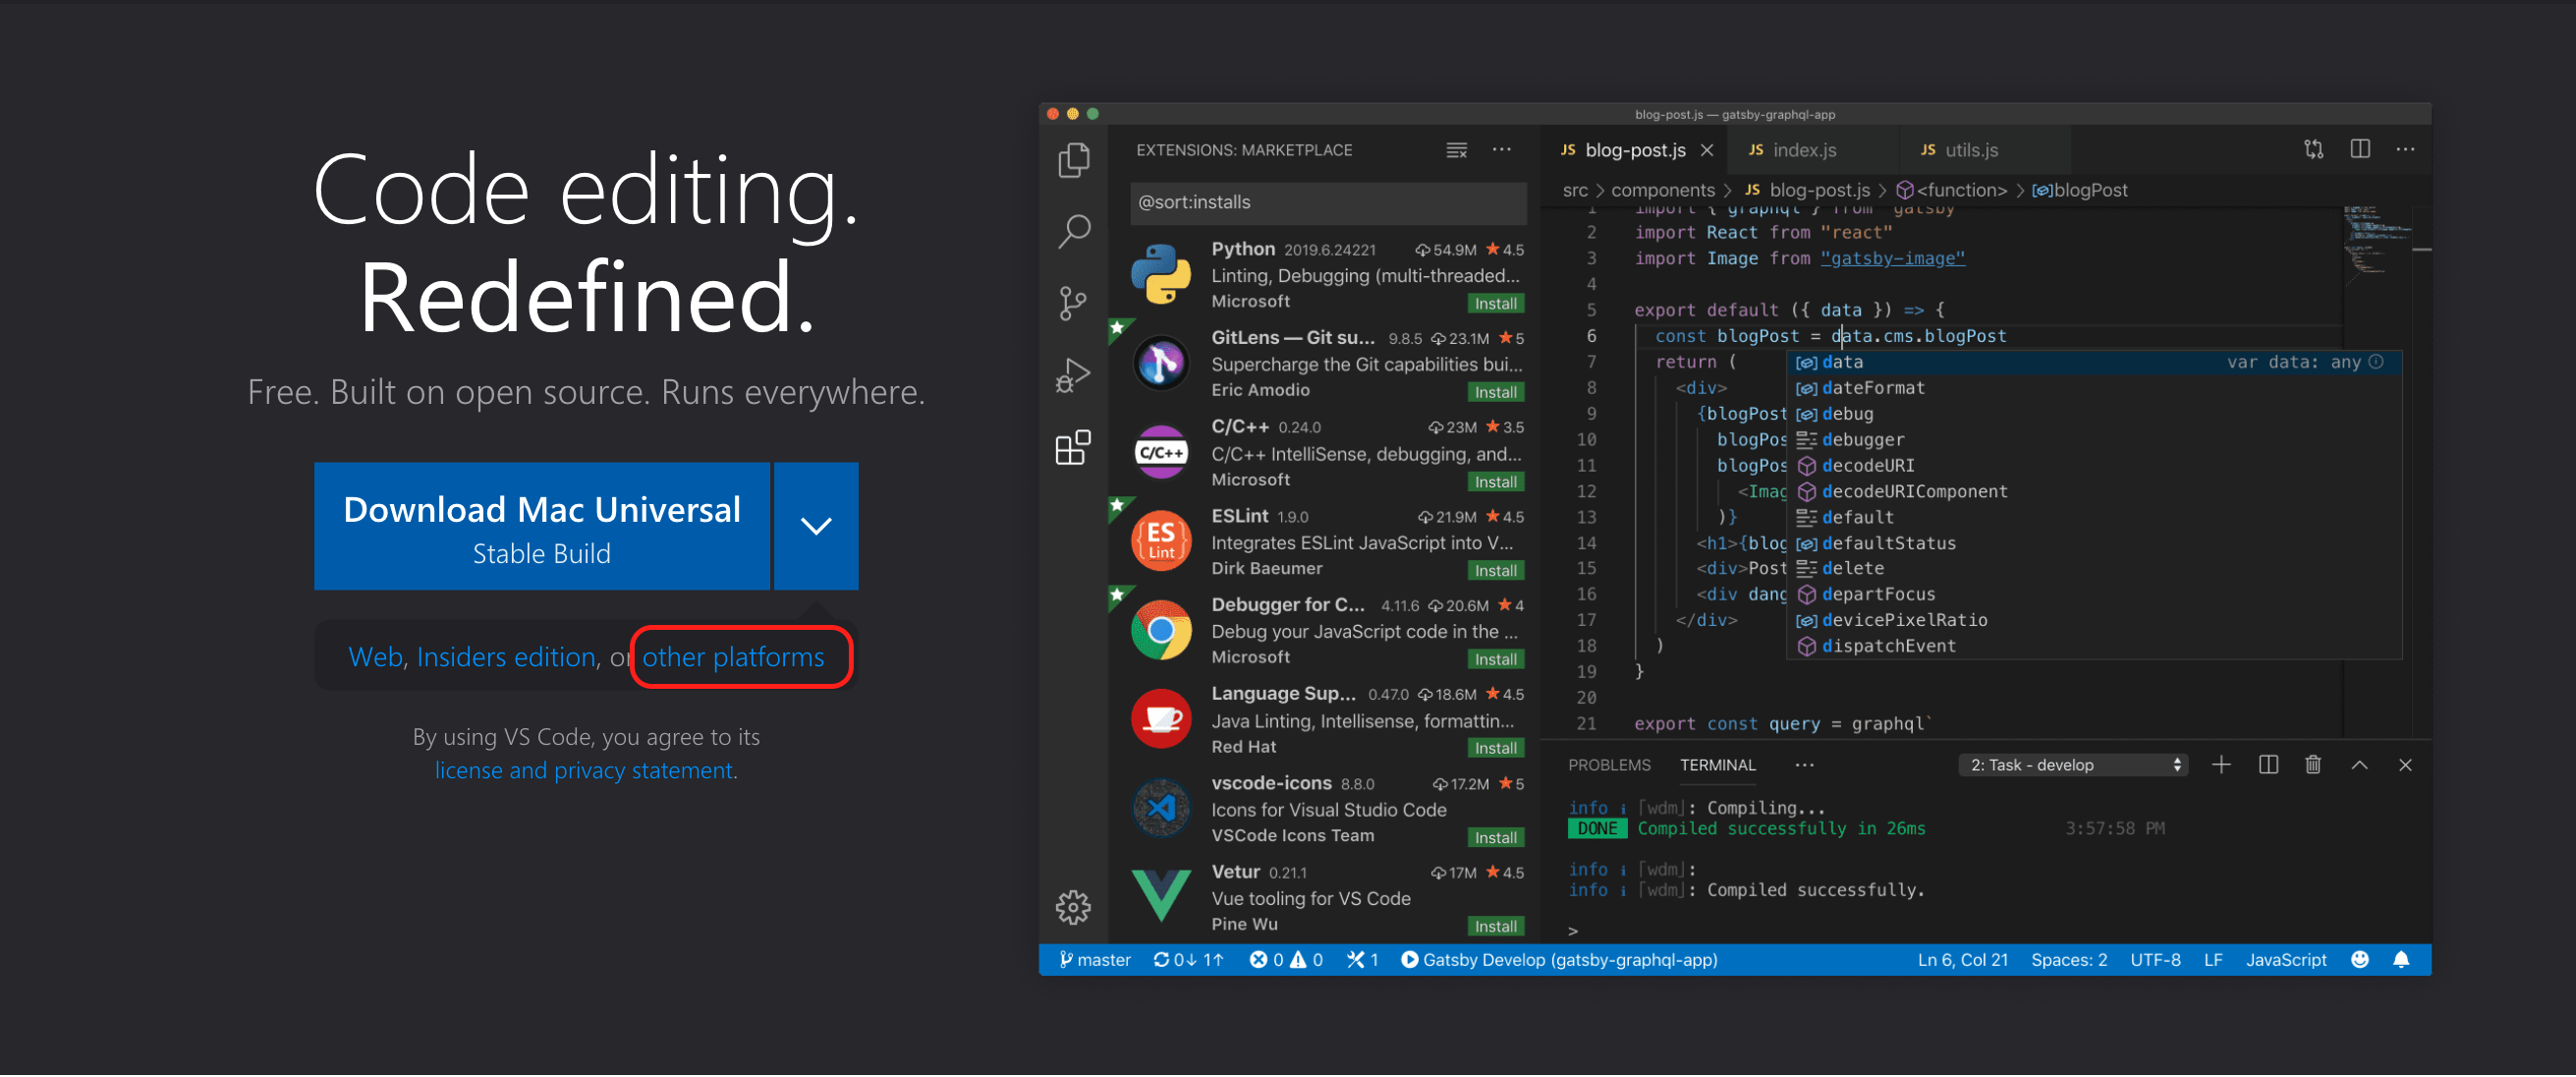 Code editing.
Redefined.
Free. Built on open source. Runs everywhere.
Download Mac Universal
Stable Build
Web, Insiders edition, or other platforms
By using VS Code, you agree to its
license and privacy statement.
blog-post.js — gatsby-graphql-app
EXTENSIONS: MARKETPLACE
@sort:installs
Python 2019.6.24221 54.9M 4.5
Linting, Debugging (multi-threaded...
Microsoft Install
GitLens — Git su... 9.8.5 23.1M 5
Supercharge the Git capabilities bui...
Eric Amodio Install
C/C++
C/C++ 0.24.0 23M 3.5
C/C++ IntelliSense, debugging, and...
Microsoft Install
ES
Lint
ESLint 1.9.0 21.9M 4.5
Integrates ESLint JavaScript into V...
Dirk Baeumer Install
Debugger for C... 4.11.6 20.6M 4
Debug your JavaScript code in the ...
Microsoft Install
Language Sup... 0.47.0 18.6M 4.5
Java Linting, Intellisense, formattin...
Red Hat Install
vscode-icons 8.8.0 17.2M 5
Icons for Visual Studio Code
VSCode Icons Team Install
Vetur 0.21.1 17M 4.5
Vue tooling for VS Code
Pine Wu Install
JS blog-post.js JS index.js JS utils.js
src > components > JS blog-post.js > <function> > blogPost
1 import { graphql } from "gatsby"
2 import React from "react"
3 import Image from "gatsby-image"
4
5 export default ({ data }) => {
6 const blogPost = data.cms.blogPost
7 return (
8 <div>
9 {blogPost
10 blogPos
11 blogPos
12 <Imag
13 )}
14 <h1>{blog
15 <div>Post
16 <div dang
17 </div>
18 )
19 }
20
21 export const query = graphql`
data var data: any
dateFormat
debug
debugger
decodeURI
decodeURIComponent
default
defaultStatus
delete
departFocus
devicePixelRatio
dispatchEvent
PROBLEMS TERMINAL ... 2: Task - develop
info i [wdm]: Compiling...
DONE Compiled successfully in 26ms 3:57:58 PM
info i [wdm]:
info i [wdm]: Compiled successfully.
>
master 0↓ 1↑ 0 0 1 Gatsby Develop (gatsby-graphql-app) Ln 6, Col 21 Spaces: 2 UTF-8 LF JavaScript